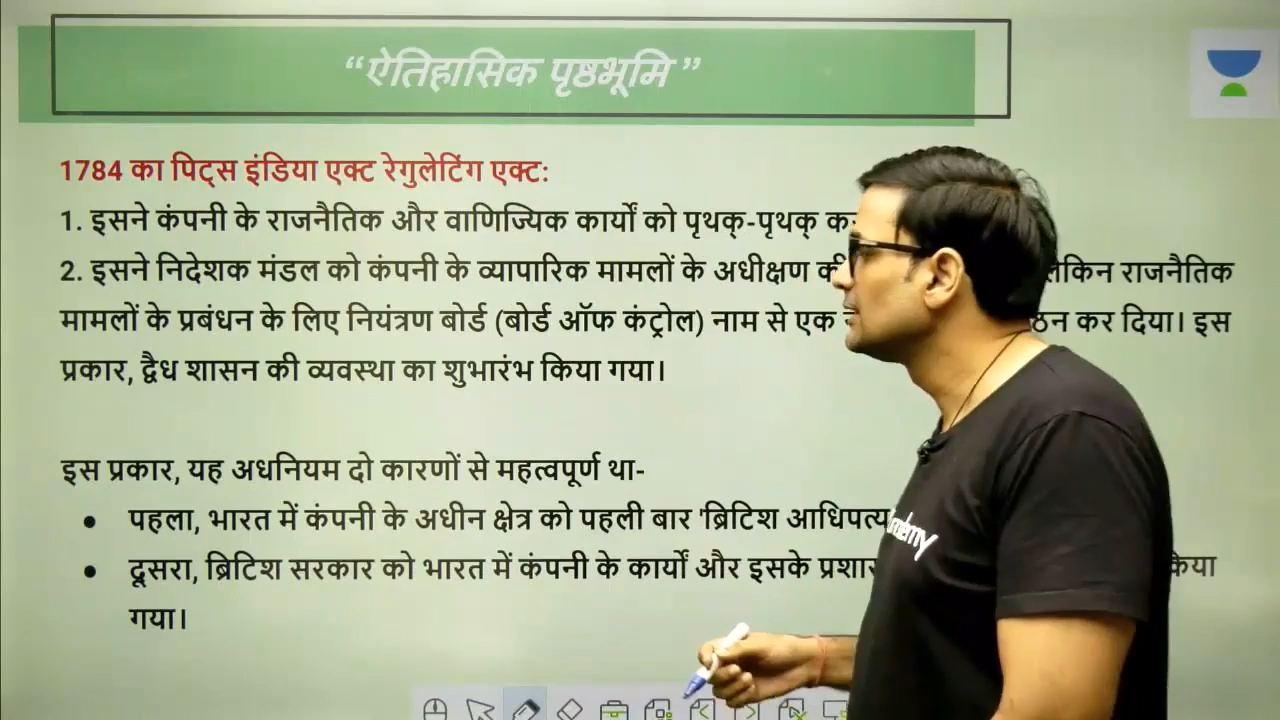 “ऐतिहासिक पृष्ठभूमि”
1784 का पिट्स इंडिया एक्ट रेगुलेटिंग एक्ट:
1. इसने कंपनी के राजनैतिक और वाणिज्यिक कार्यों को पृथक्-पृथक्
2. इसने निदेशक मंडल को कंपनी के व्यापारिक मामलों के अधीक्षण की राजनैतिक
मामलों के प्रबंधन के लिए नियंत्रण बोर्ड (बोर्ड ऑफ कंट्रोल) नाम से एक कर दिया। इस
प्रकार, द्वैध शासन की व्यवस्था का शुभारंभ किया गया।
इस प्रकार, यह अधनियम दो कारणों से महत्वपूर्ण था-
● पहला, भारत में कंपनी के अधीन क्षेत्र को पहली बार 'ब्रिटिश आधिपत्य
● दूसरा, ब्रिटिश सरकार को भारत में कंपनी के कार्यों और इसके किया
गया।